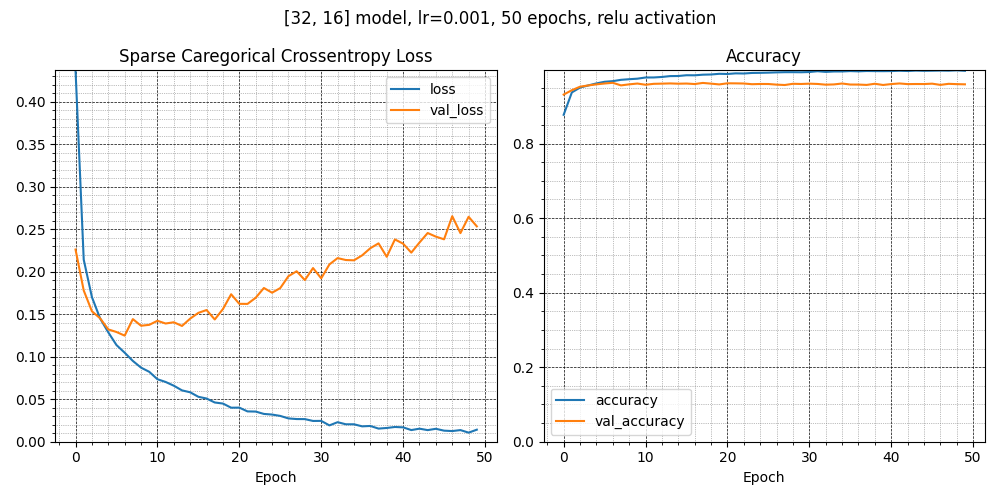 [32, 16] model, lr=0.001, 50 epochs, relu activation
Sparse Caregorical Crossentropy Loss
0.40
0.35
0.30
0.25
0.20
0.15
0.10
0.05
0.00
0 10 20 30 40 50
Epoch
loss
val_loss
Accuracy
0.8
0.6
0.4
0.2
0.0
0 10 20 30 40 50
Epoch
accuracy
val_accuracy